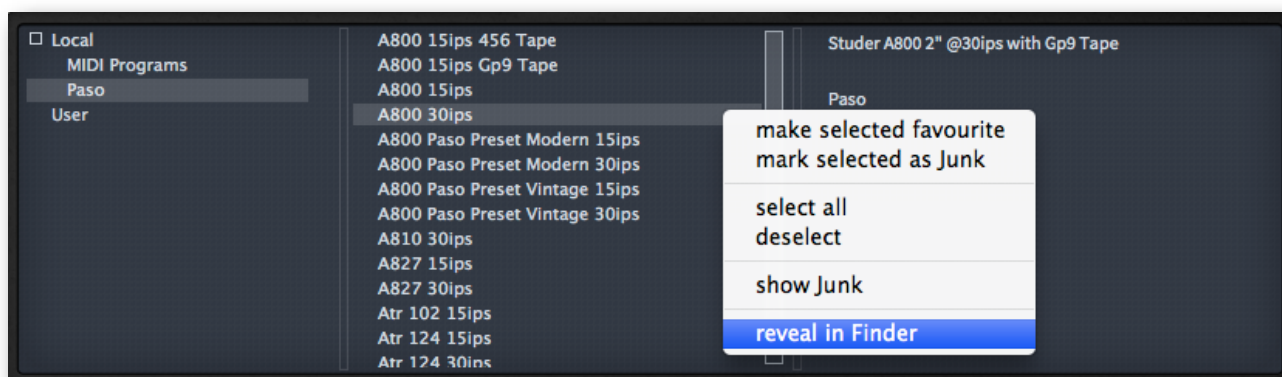 Local
MIDI Programs
Paso
User
A800 15ips 456 Tape
A800 15ips Gp9 Tape
A800 15ips
A800 30ips
A800 Paso Preset Modern 15ips
A800 Paso Preset Modern 30ips
A800 Paso Preset Vintage 15ips
A800 Paso Preset Vintage 30ips
A810 30ips
A827 15ips
A827 30ips
Atr 102 15ips
Atr 124 15ips
Atr 124 30ips
Studer A800 2" @30ips with Gp9 Tape
Paso
make selected favourite
mark selected as Junk
select all
deselect
show Junk
reveal in Finder